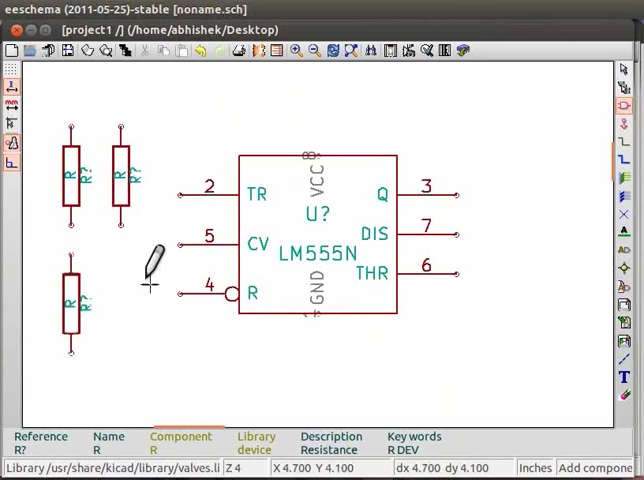 eeschema (2011-05-25)-stable [noname.sch]
[project1 ] (/home/abhishek/Desktop)
R R?
R R?
R R?
2 TR
5 CV
4 R
VCC 8
U?
LM555N
GND
Q 3
DIS 7
THR 6
Reference Name Component Library Description Key words
R? R R device Resistance R DEV
Library /usr/share/kicad/library/valves.li Z 4 X 4.700 Y 4.100 dx 4.700 dy 4.100 Inches Add compone